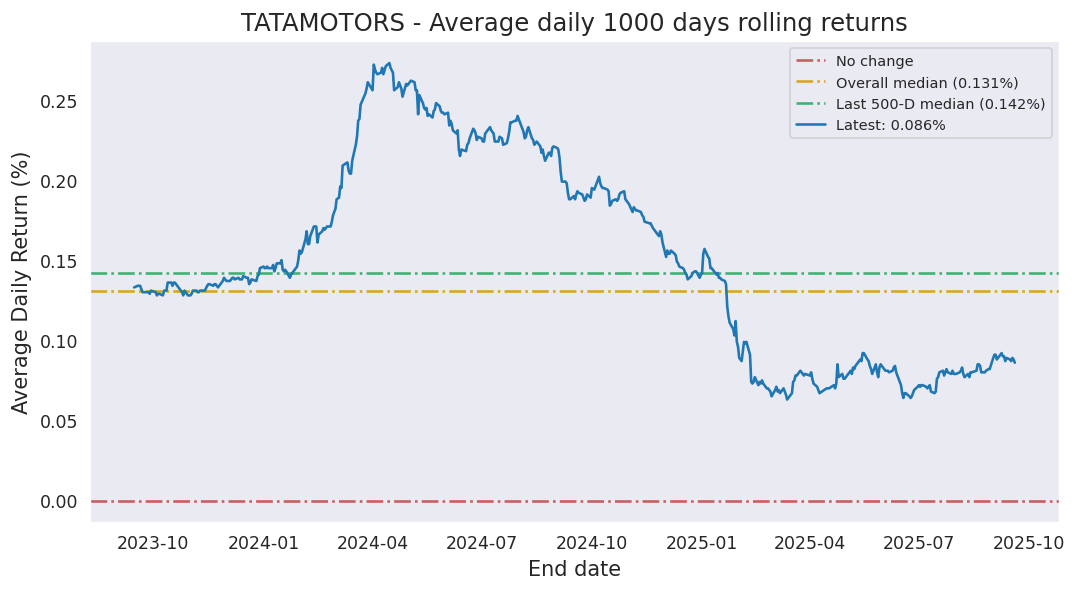 TATAMOTORS - Average daily 1000 days rolling returns
No change
Overall median (0.131%)
Last 500-D median (0.142%)
Latest: 0.086%
Average Daily Return (%)
0.25
0.20
0.15
0.10
0.05
0.00
2023-10 2024-01 2024-04 2024-07 2024-10 2025-01 2025-04 2025-07 2025-10
End date